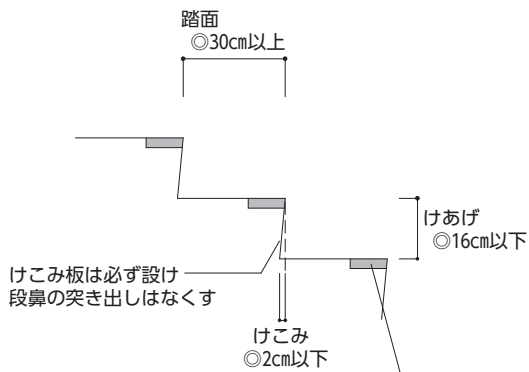 踏面
◎30cm以上
けあげ
◎16cm以下
けこみ板は必ず設け
段鼻の突き出しはなくす
けこみ
◎2cm以下